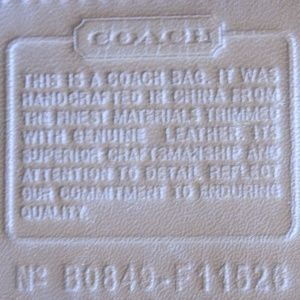 COACH
THIS IS A COACH BAG. IT WAS
HANDCRAFTED IN CHINA FROM
THE FINEST MATERIALS TRIMMED
WITH GENUINE LEATHER. ITS
SUPERIOR CRAFTSMANSHIP AND
ATTENTION TO DETAIL REFLECT
OUR COMMITMENT TO ENDURING
QUALITY.
Nº B0849-F11526